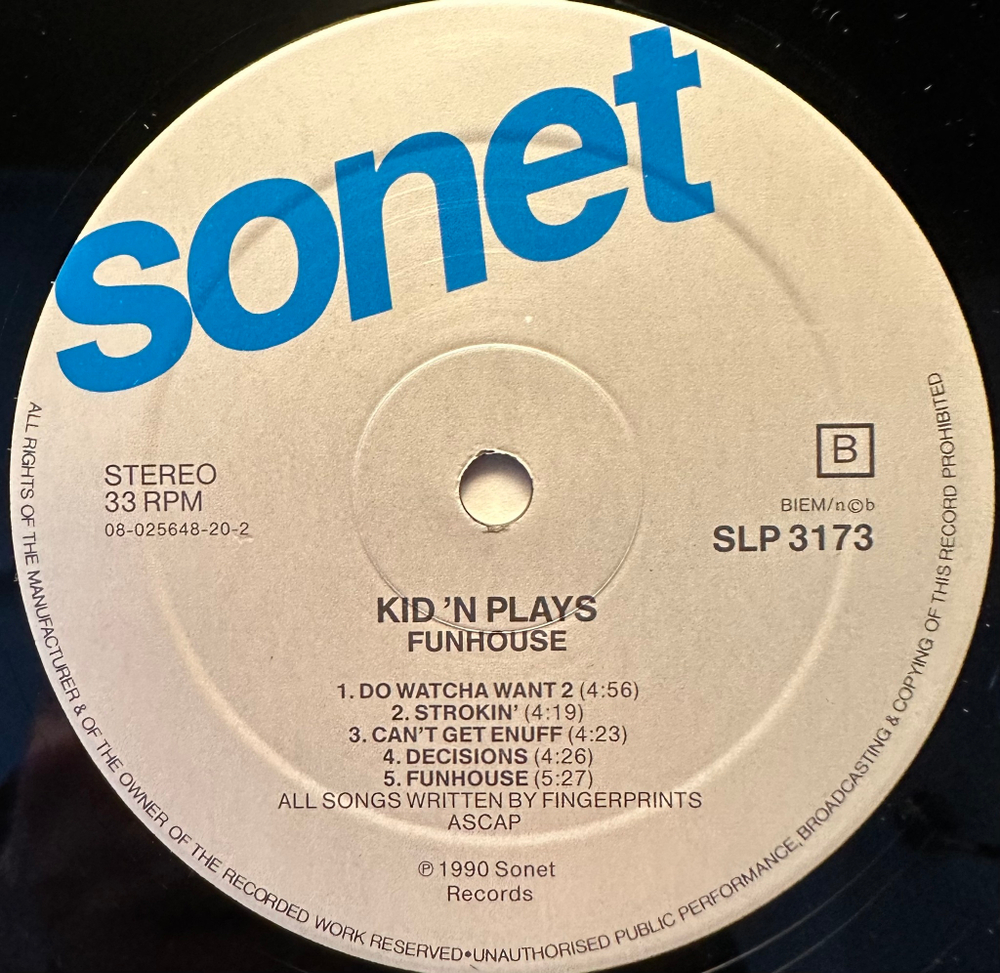 sonet
STEREO
33 RPM
08-025648-20-2
B
BIEM/n©b
SLP 3173
KID 'N PLAYS
FUNHOUSE
1. DO WATCHA WANT 2 (4:56)
2. STROKIN' (4:19)
3. CAN'T GET ENUFF (4:23)
4. DECISIONS (4:26)
5. FUNHOUSE (5:27)
ALL SONGS WRITTEN BY FINGERPRINTS
ASCAP
℗ 1990 Sonet
Records
ALL RIGHTS OF THE MANUFACTURER & OF THE OWNER OF THE RECORDED WORK RESERVED•UNAUTHORISED PUBLIC PERFORMANCE, BROADCASTING & COPYING OF THIS RECORD PROHIBITED